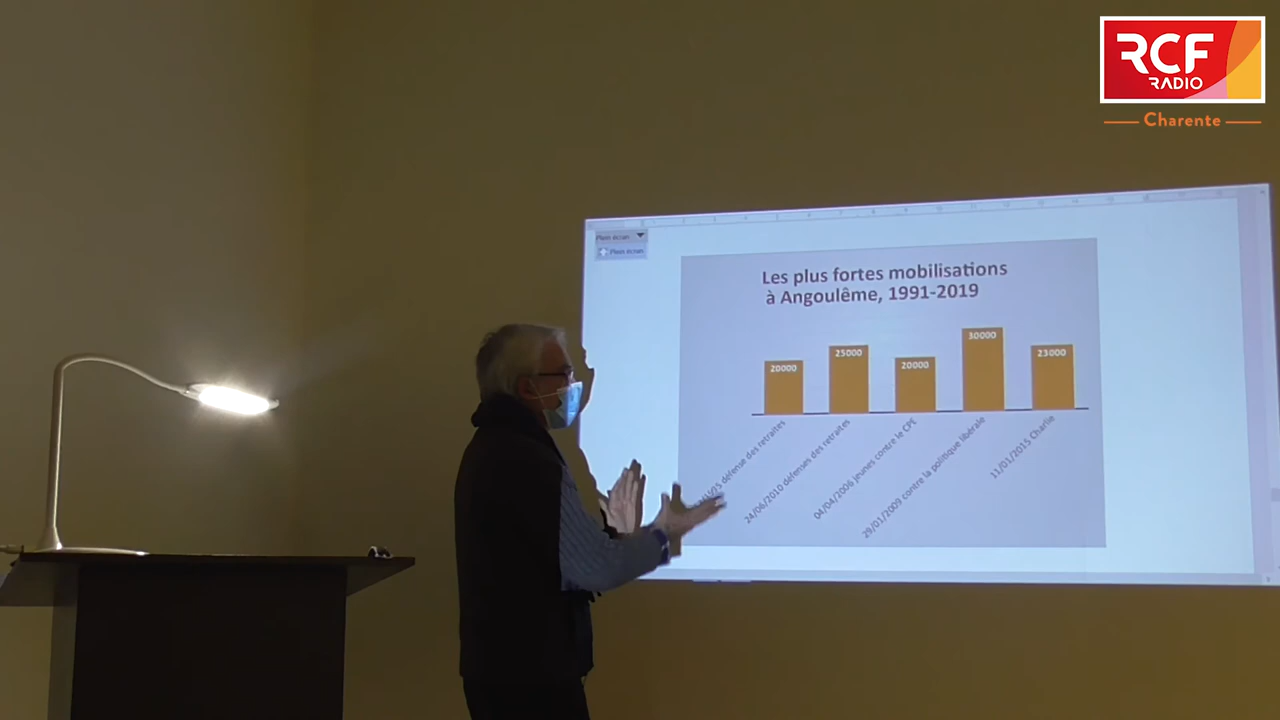 RCF
RADIO
Charente
Plein écran
Plein écran
Les plus fortes mobilisations
à Angoulême, 1991-2019
20000
25000
20000
30000
23000
défense des retraites
24/06/2010 défenses des retraites
04/04/2006 jeunes contre le CPE
29/01/2009 contre la politique libérale
11/01/2015 Charlie